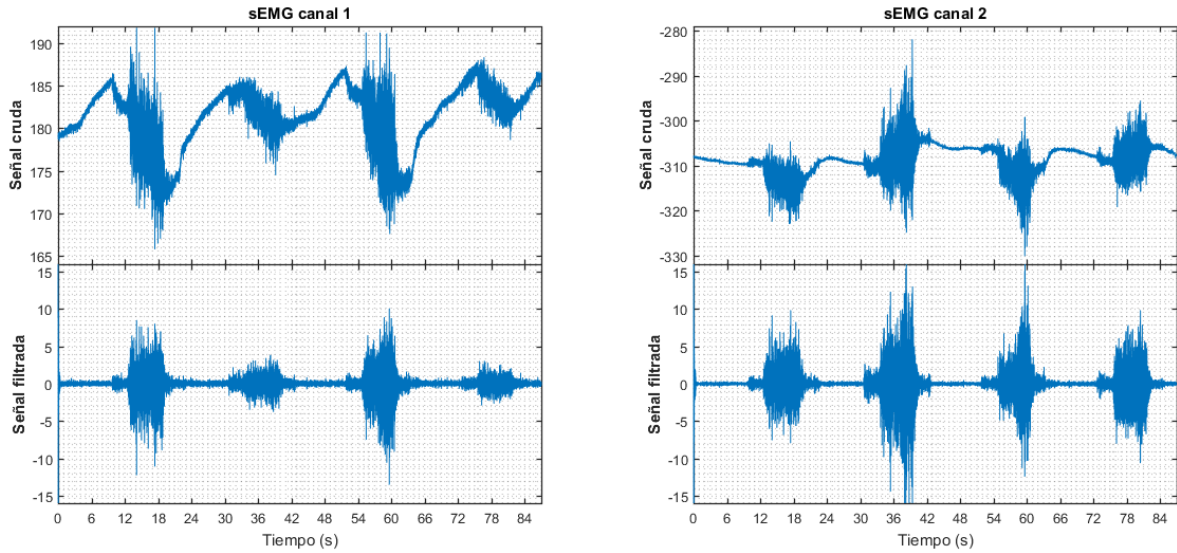 sEMG canal 1
Señal cruda
190
185
180
175
170
165
Señal filtrada
15
10
5
0
-5
-10
-15
0 6 12 18 24 30 36 42 48 54 60 66 72 78 84
Tiempo (s)
sEMG canal 2
Señal cruda
-280
-290
-300
-310
-320
-330
Señal filtrada
15
10
5
0
-5
-10
-15
0 6 12 18 24 30 36 42 48 54 60 66 72 78 84
Tiempo (s)